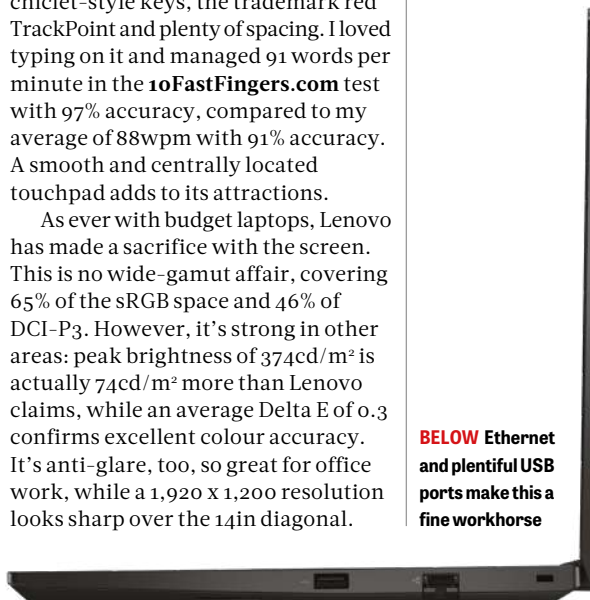 chiclet-style keys, the trademark red
TrackPoint and plenty of spacing. I loved
typing on it and managed 91 words per
minute in the 10FastFingers.com test
with 97% accuracy, compared to my
average of 88wpm with 91% accuracy.
A smooth and centrally located
touchpad adds to its attractions.
As ever with budget laptops, Lenovo
has made a sacrifice with the screen.
This is no wide-gamut affair, covering
65% of the sRGB space and 46% of
DCI-P3. However, it’s strong in other
areas: peak brightness of 374cd/m² is
actually 74cd/m² more than Lenovo
claims, while an average Delta E of 0.3
confirms excellent colour accuracy.
It’s anti-glare, too, so great for office
work, while a 1,920 x 1,200 resolution
looks sharp over the 14in diagonal.
BELOW Ethernet
and plentiful USB
ports make this a
fine workhorse